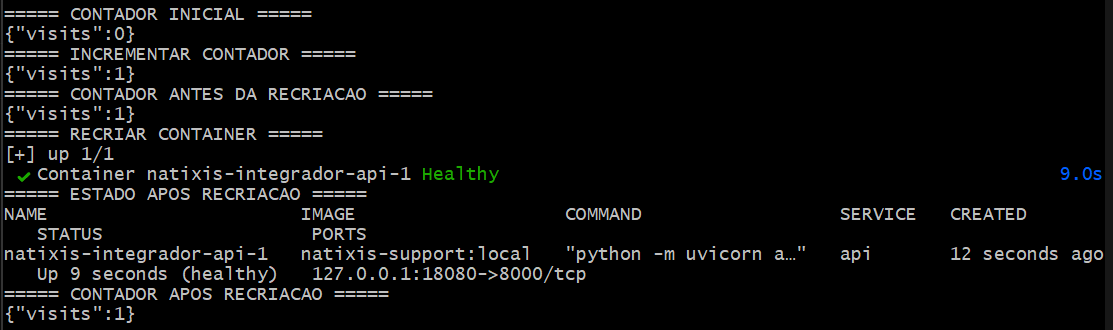 ===== CONTADOR INICIAL =====
{"visits":0}
===== INCREMENTAR CONTADOR =====
{"visits":1}
===== CONTADOR ANTES DA RECRIACAO =====
{"visits":1}
===== RECRIAR CONTAINER =====
[+] up 1/1
✓ Container natixis-integrador-api-1 Healthy 9.0s
===== ESTADO APOS RECRIACAO =====
NAME IMAGE COMMAND SERVICE CREATED
STATUS PORTS
natixis-integrador-api-1 natixis-support:local "python -m uvicorn a…" api 12 seconds ago
Up 9 seconds (healthy) 127.0.0.1:18080->8000/tcp
===== CONTADOR APOS RECRIACAO =====
{"visits":1}